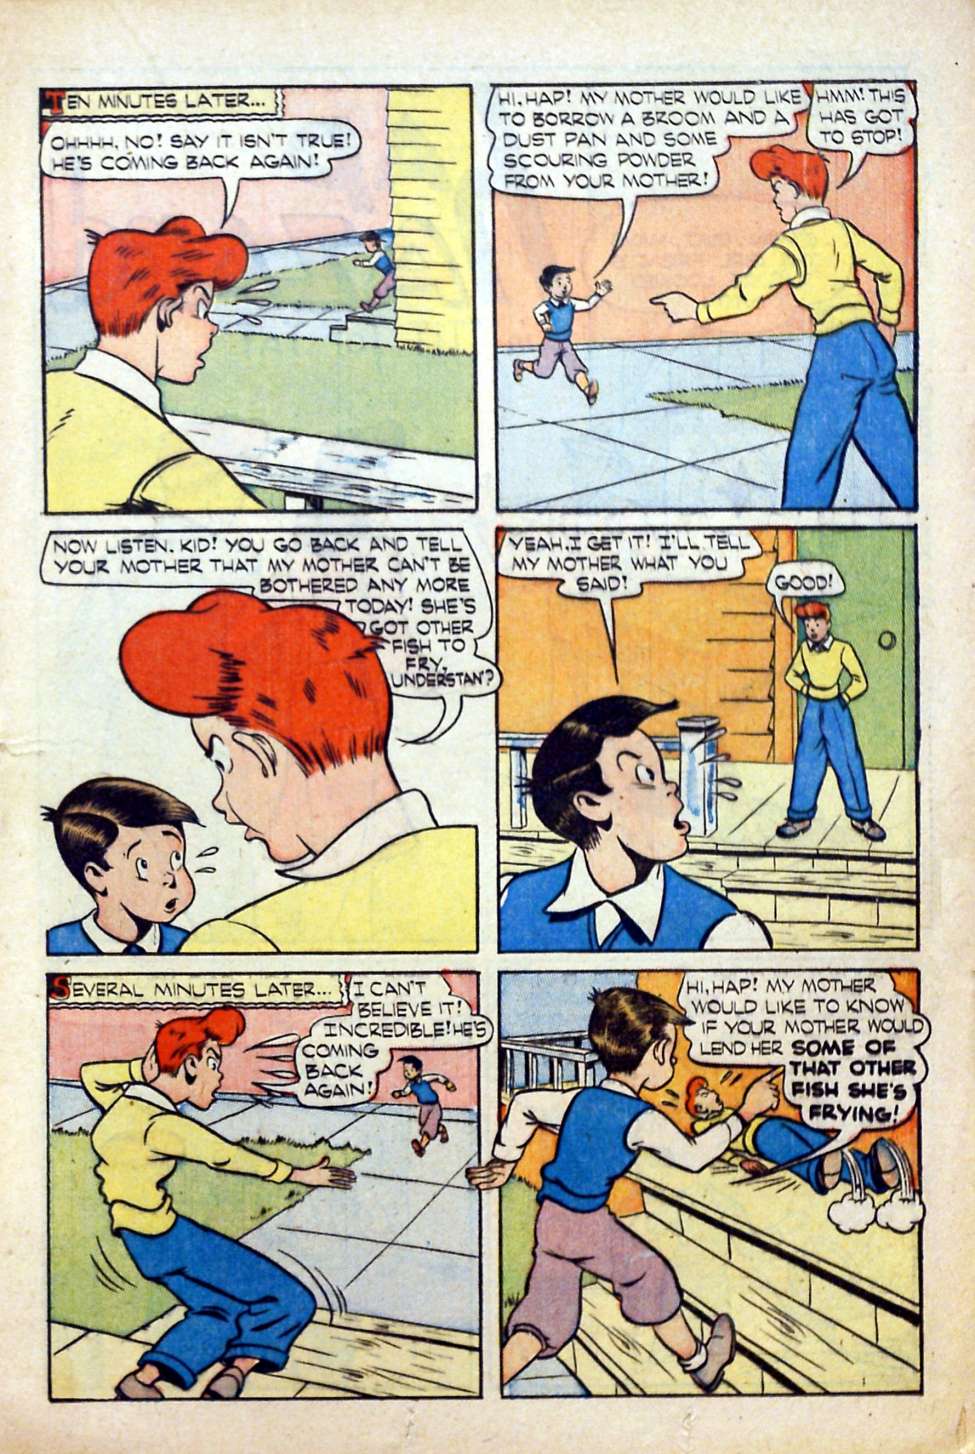 TEN MINUTES LATER...
OHHHH, NO! SAY IT ISN'T TRUE!
HE'S COMING BACK AGAIN!
HI, HAP! MY MOTHER WOULD LIKE
TO BORROW A BROOM AND A
DUST PAN AND SOME
SCOURING POWDER
FROM YOUR MOTHER!
HMM! THIS
HAS GOT
TO STOP!
NOW LISTEN, KID! YOU GO BACK AND TELL
YOUR MOTHER THAT MY MOTHER CAN'T BE
BOTHERED ANY MORE
TODAY! SHE'S
GOT OTHER
FISH TO
FRY,
UNDERSTAN'?
YEAH, I GET IT! I'LL TELL
MY MOTHER WHAT YOU
SAID!
GOOD!
SEVERAL MINUTES LATER...
I CAN'T
BELIEVE IT!
INCREDIBLE! HE'S
COMING
BACK
AGAIN!
HI, HAP! MY MOTHER
WOULD LIKE TO KNOW
IF YOUR MOTHER WOULD
LEND HER SOME OF
THAT OTHER
FISH SHE'S
FRYING!